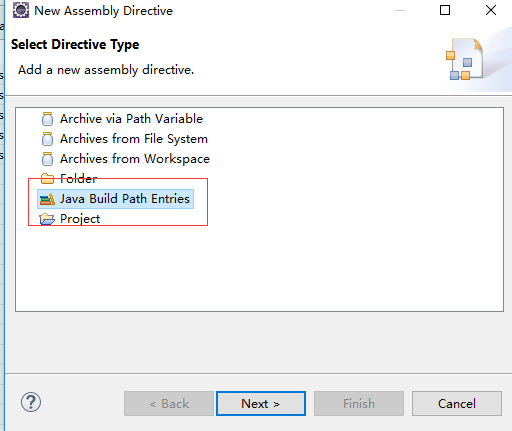 New Assembly Directive
Select Directive Type
Add a new assembly directive.
Archive via Path Variable
Archives from File System
Archives from Workspace
Folder
Java Build Path Entries
Project
?
< Back
Next >
Finish
Cancel